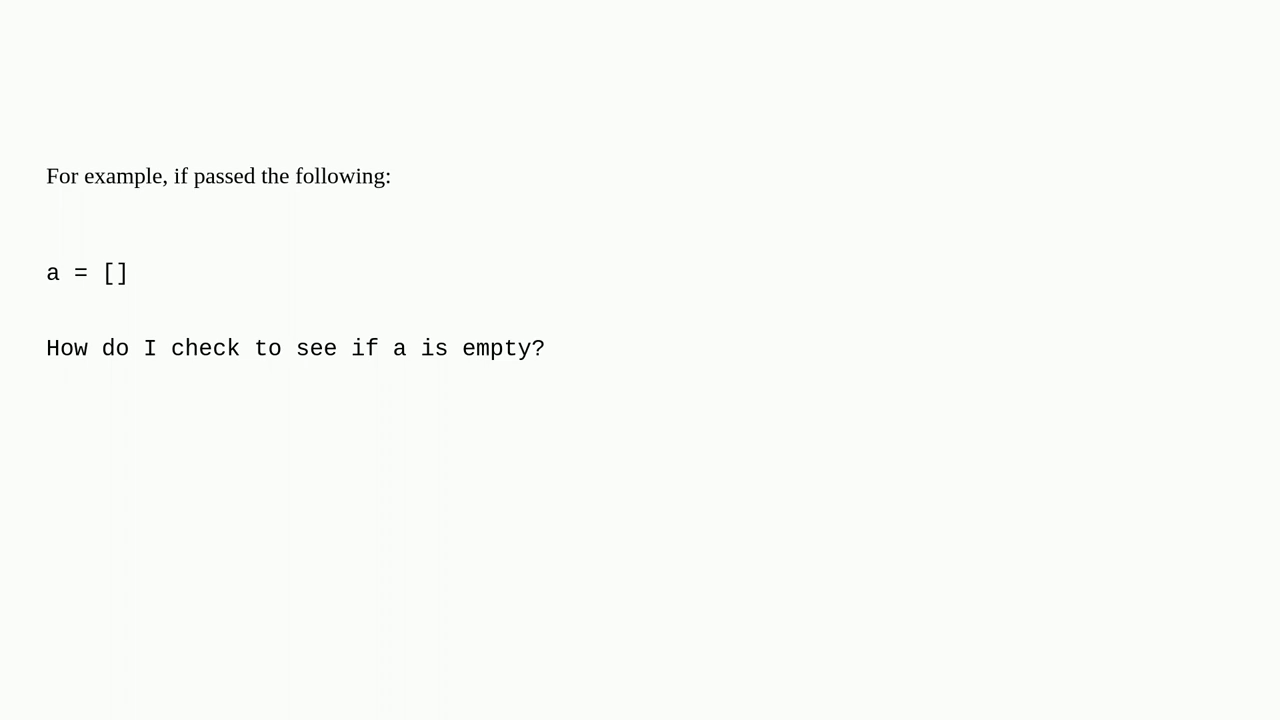 For example, if passed the following:
a = []
How do I check to see if a is empty?